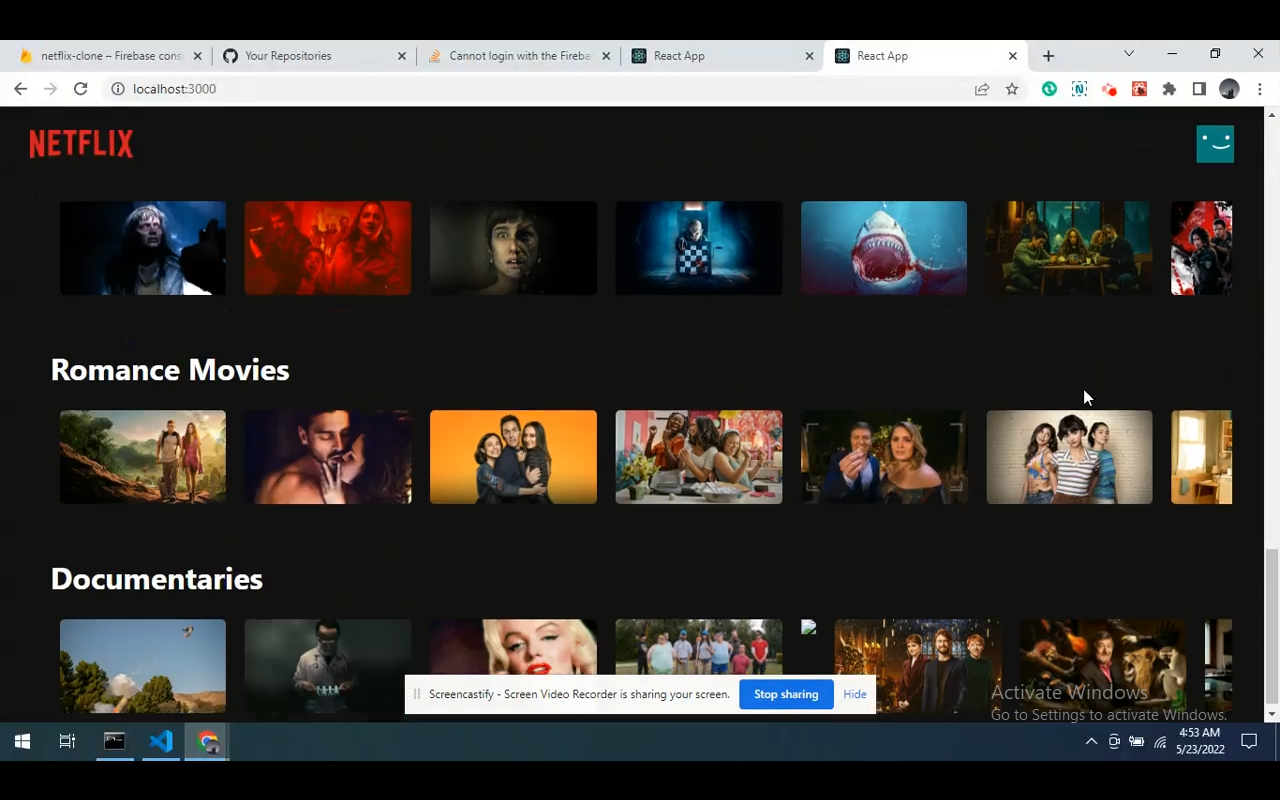 netflix-clone – Firebase cons
Your Repositories
Cannot login with the Fireba
React App
React App
localhost:3000
NETFLIX
Romance Movies
Documentaries
Screencastify - Screen Video Recorder is sharing your screen.
Stop sharing
Hide
Activate Windows
Go to Settings to activate Windows.
4:53 AM
5/23/2022